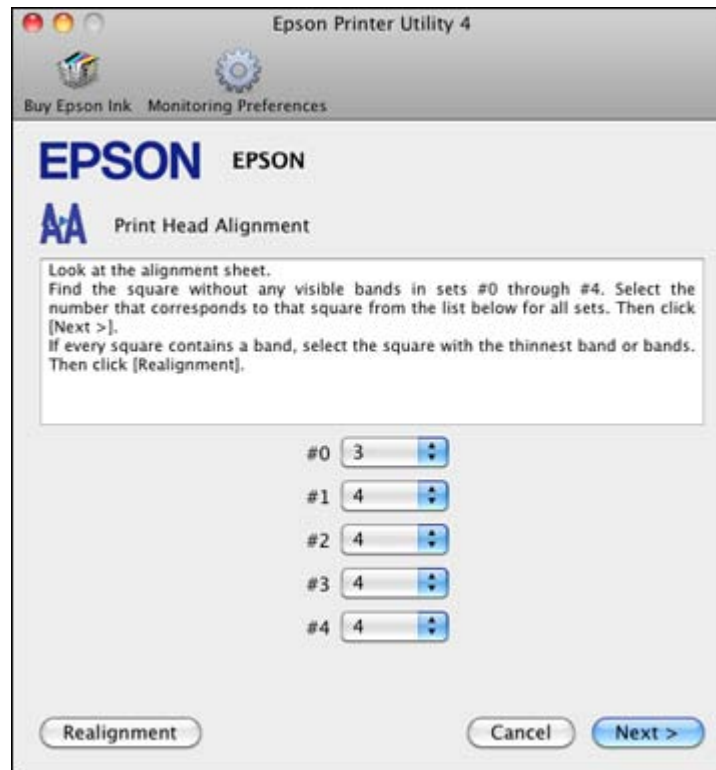 Epson Printer Utility 4
Buy Epson Ink Monitoring Preferences
EPSON EPSON
Print Head Alignment
Look at the alignment sheet.
Find the square without any visible bands in sets #0 through #4. Select the
number that corresponds to that square from the list below for all sets. Then click
[Next >].
If every square contains a band, select the square with the thinnest band or bands.
Then click [Realignment].
#0 3
#1 4
#2 4
#3 4
#4 4
Realignment Cancel Next >